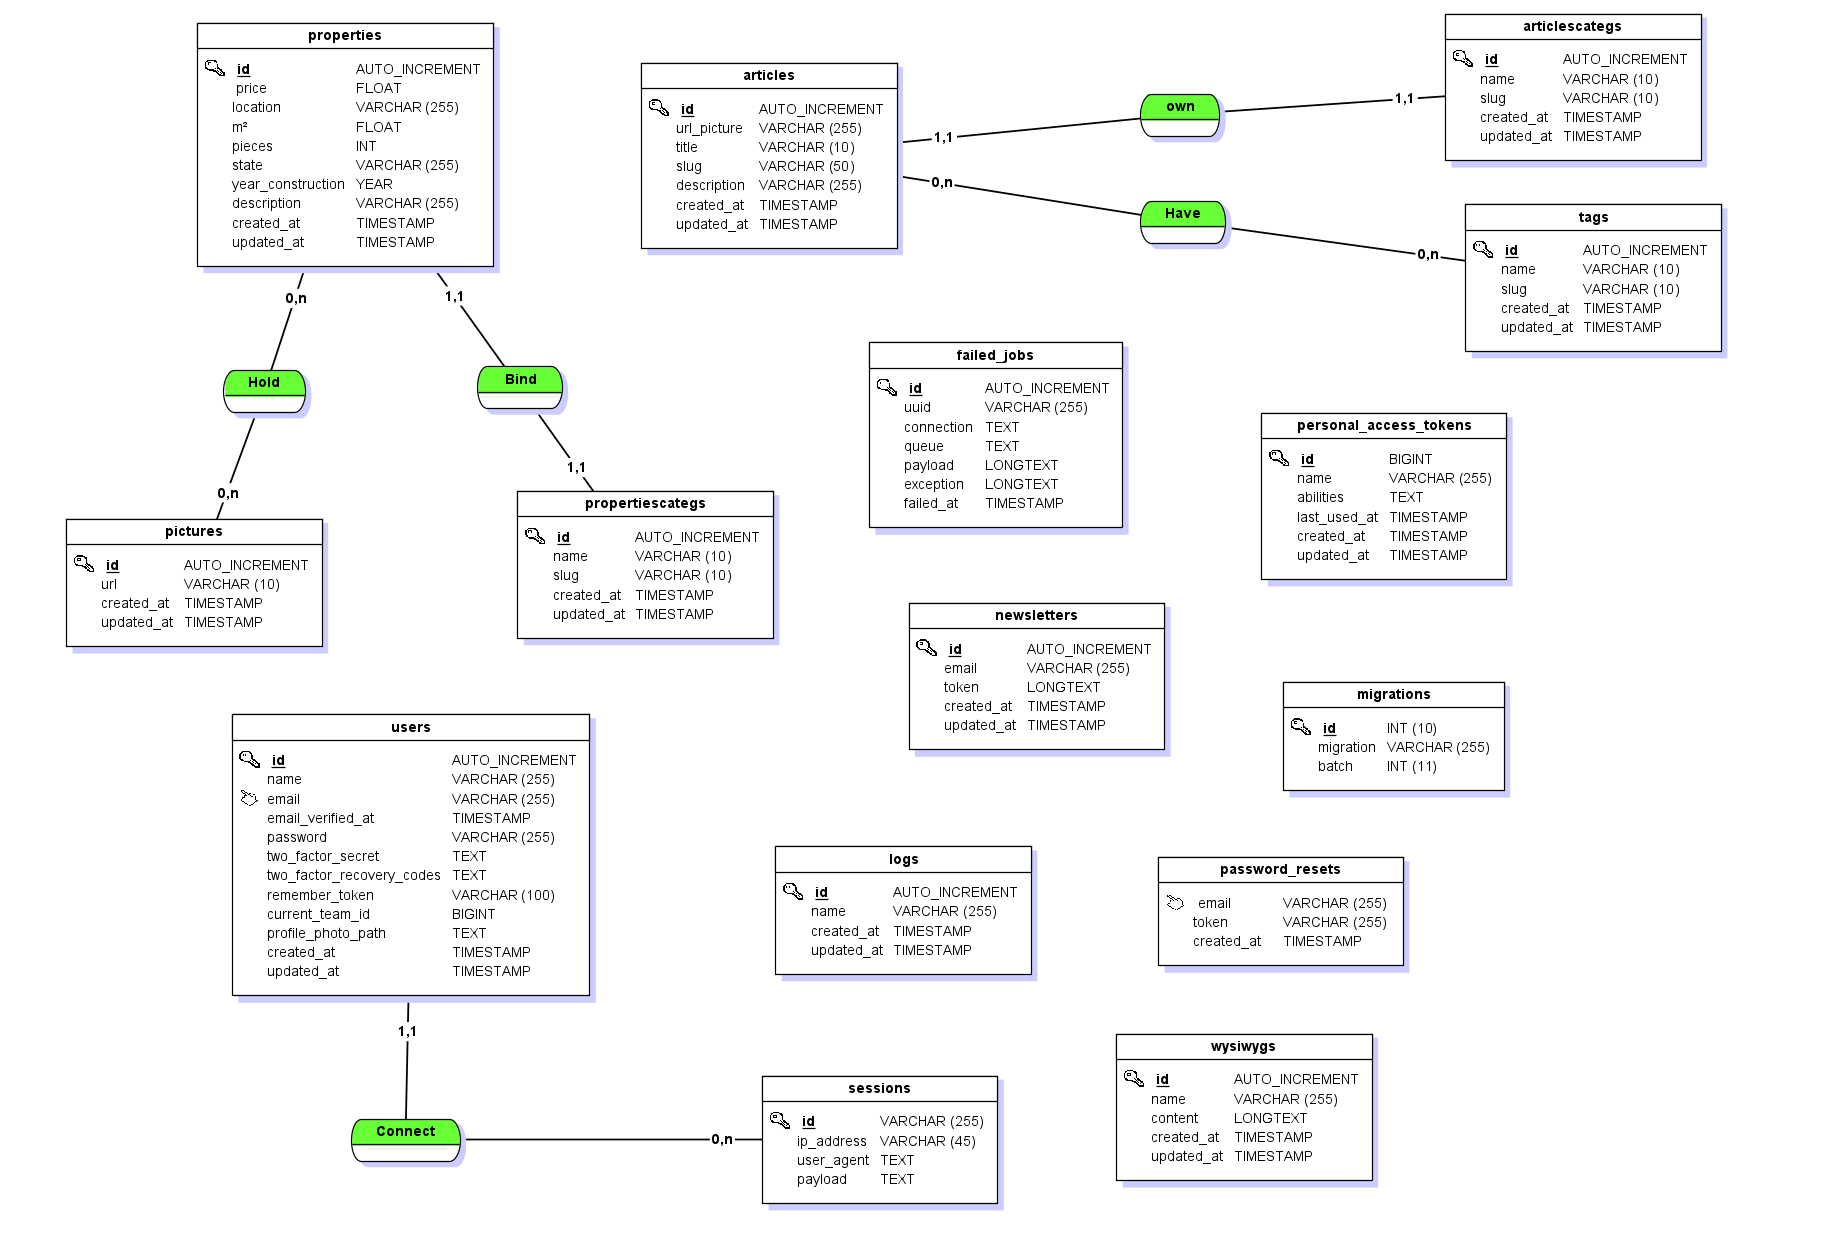 properties
id AUTO_INCREMENT
price FLOAT
location VARCHAR (255)
m² FLOAT
pieces INT
state VARCHAR (255)
year_construction YEAR
description VARCHAR (255)
created_at TIMESTAMP
updated_at TIMESTAMP
articles
id AUTO_INCREMENT
url_picture VARCHAR (255)
title VARCHAR (10)
slug VARCHAR (50)
description VARCHAR (255)
created_at TIMESTAMP
updated_at TIMESTAMP
1,1
own
1,1
articlescategs
id AUTO_INCREMENT
name VARCHAR (10)
slug VARCHAR (10)
created_at TIMESTAMP
updated_at TIMESTAMP
0,n
Have
0,n
tags
id AUTO_INCREMENT
name VARCHAR (10)
slug VARCHAR (10)
created_at TIMESTAMP
updated_at TIMESTAMP
0,n
Hold
0,n
1,1
Bind
1,1
pictures
id AUTO_INCREMENT
url VARCHAR (10)
created_at TIMESTAMP
updated_at TIMESTAMP
propertiescategs
id AUTO_INCREMENT
name VARCHAR (10)
slug VARCHAR (10)
created_at TIMESTAMP
updated_at TIMESTAMP
failed_jobs
id AUTO_INCREMENT
uuid VARCHAR (255)
connection TEXT
queue TEXT
payload LONGTEXT
exception LONGTEXT
failed_at TIMESTAMP
personal_access_tokens
id BIGINT
name VARCHAR (255)
abilities TEXT
last_used_at TIMESTAMP
created_at TIMESTAMP
updated_at TIMESTAMP
newsletters
id AUTO_INCREMENT
email VARCHAR (255)
token LONGTEXT
created_at TIMESTAMP
updated_at TIMESTAMP
migrations
id INT (10)
migration VARCHAR (255)
batch INT (11)
users
id AUTO_INCREMENT
name VARCHAR (255)
email VARCHAR (255)
email_verified_at TIMESTAMP
password VARCHAR (255)
two_factor_secret TEXT
two_factor_recovery_codes TEXT
remember_token VARCHAR (100)
current_team_id BIGINT
profile_photo_path TEXT
created_at TIMESTAMP
updated_at TIMESTAMP
logs
id AUTO_INCREMENT
name VARCHAR (255)
created_at TIMESTAMP
updated_at TIMESTAMP
password_resets
email VARCHAR (255)
token VARCHAR (255)
created_at TIMESTAMP
1,1
Connect
0,n
sessions
id VARCHAR (255)
ip_address VARCHAR (45)
user_agent TEXT
payload TEXT
wysiwygs
id AUTO_INCREMENT
name VARCHAR (255)
content LONGTEXT
created_at TIMESTAMP
updated_at TIMESTAMP